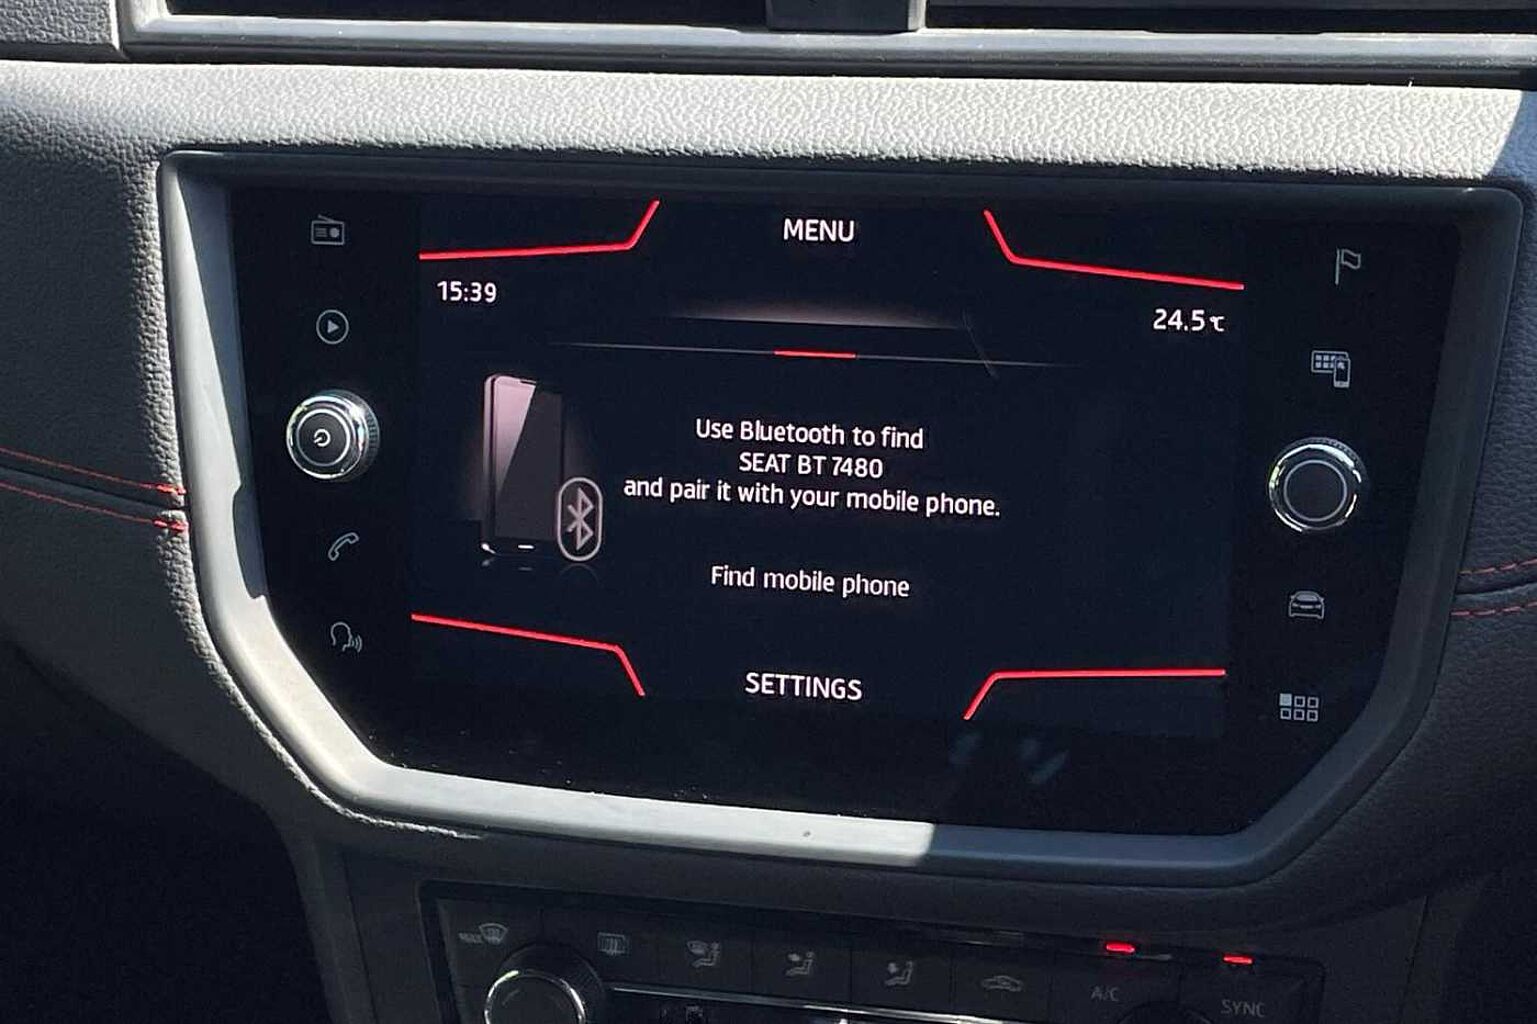 MENU
15:39
24.5℃
Use Bluetooth to find
SEAT BT 7480
and pair it with your mobile phone.
Find mobile phone
SETTINGS
MAX
A/C
SYNC